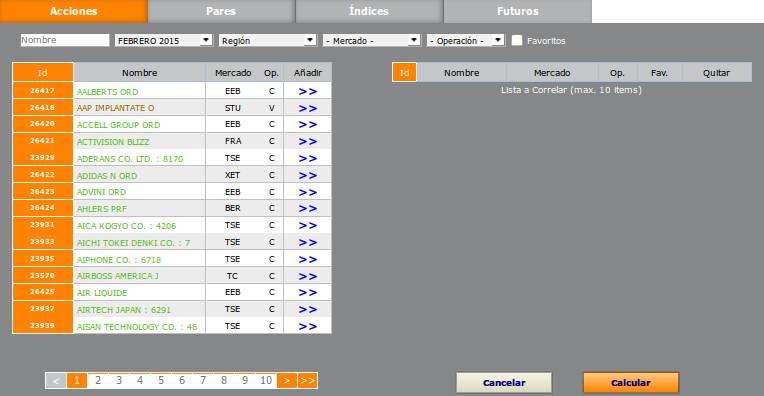 Acciones Pares Índices Futuros
Nombre FEBRERO 2015 Región - Mercado - - Operación - Favoritos
Id Nombre Mercado Op. Añadir
26417 AALBERTS ORD EEB C >>
26418 AAP IMPLANTATE O STU V >>
26420 ACCELL GROUP ORD EEB C >>
26421 ACTIVISION BLIZZ FRA C >>
23929 ADERANS CO. LTD. : 8170 TSE C >>
26422 ADIDAS N ORD XET C >>
26423 ADVINI ORD EEB C >>
26424 AHLERS PRF BER C >>
23931 AICA KOGYO CO. : 4206 TSE C >>
23933 AICHI TOKEI DENKI CO. : 7 TSE C >>
23935 AIPHONE CO. : 6718 TSE C >>
23570 AIRBOSS AMERICA J TC C >>
26425 AIR LIQUIDE EEB C >>
23937 AIRTECH JAPAN : 6291 TSE C >>
23939 AISAN TECHNOLOGY CO. : 46 TSE C >>
< 1 2 3 4 5 6 7 8 9 10 > >>
Id Nombre Mercado Op. Fav. Quitar
Lista a Correlar (max. 10 items)
Cancelar Calcular